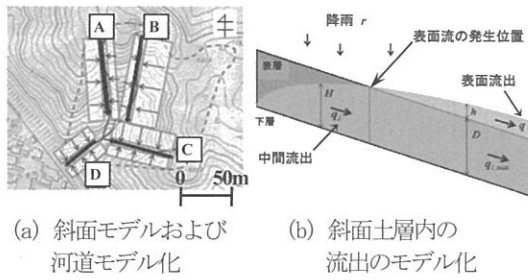 A
B
C
D
0 50m
(a) 斜面モデルおよび
河道モデル化
降雨 r
表面流の発生位置
表層
表面流出
H
h
q
下層
D
中間流出
(b) 斜面土層内の
流出のモデル化